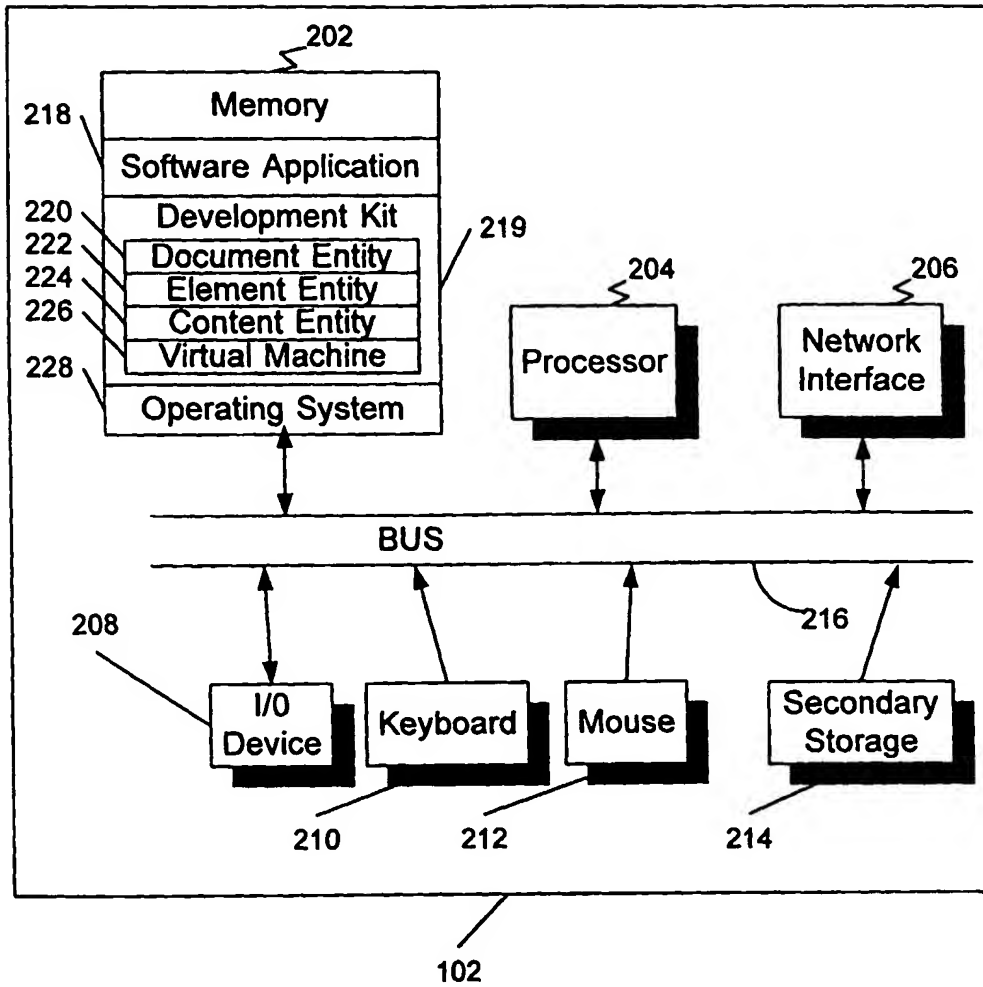 202
Memory
218
Software Application
Development Kit
220
Document Entity
219
222
Element Entity
224
Content Entity
226
Virtual Machine
228
Operating System
204
Processor
206
Network
Interface
BUS
216
208
I/0
Device
Keyboard
Mouse
Secondary
Storage
210
212
214
102